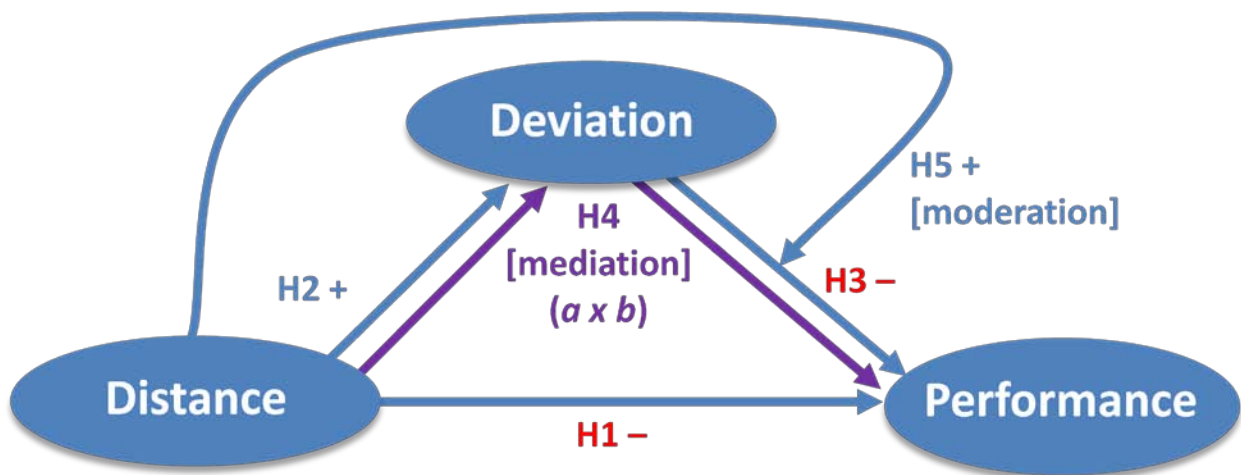 Deviation
H5 +
[moderation]
H4
[mediation]
(a x b)
H2 +
H3 –
Distance
Performance
H1 –